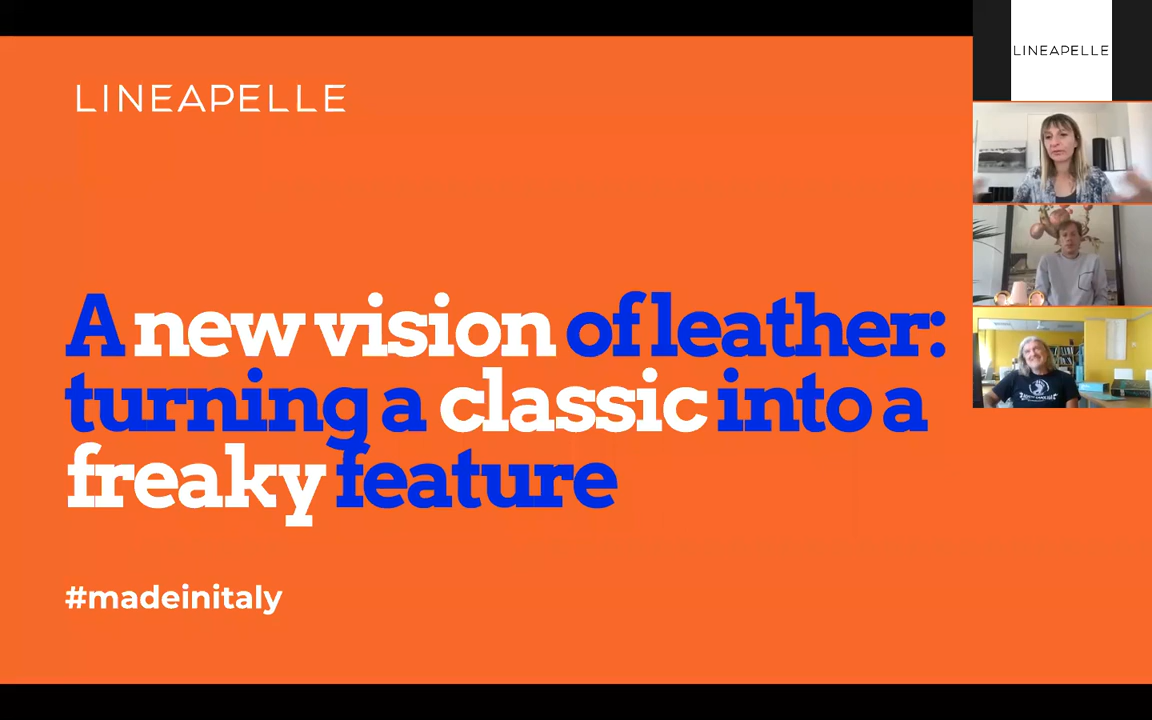 LINEAPELLE
A new vision of leather:
turning a classic into a
freaky feature
#madeinitaly
LINEAPELLE